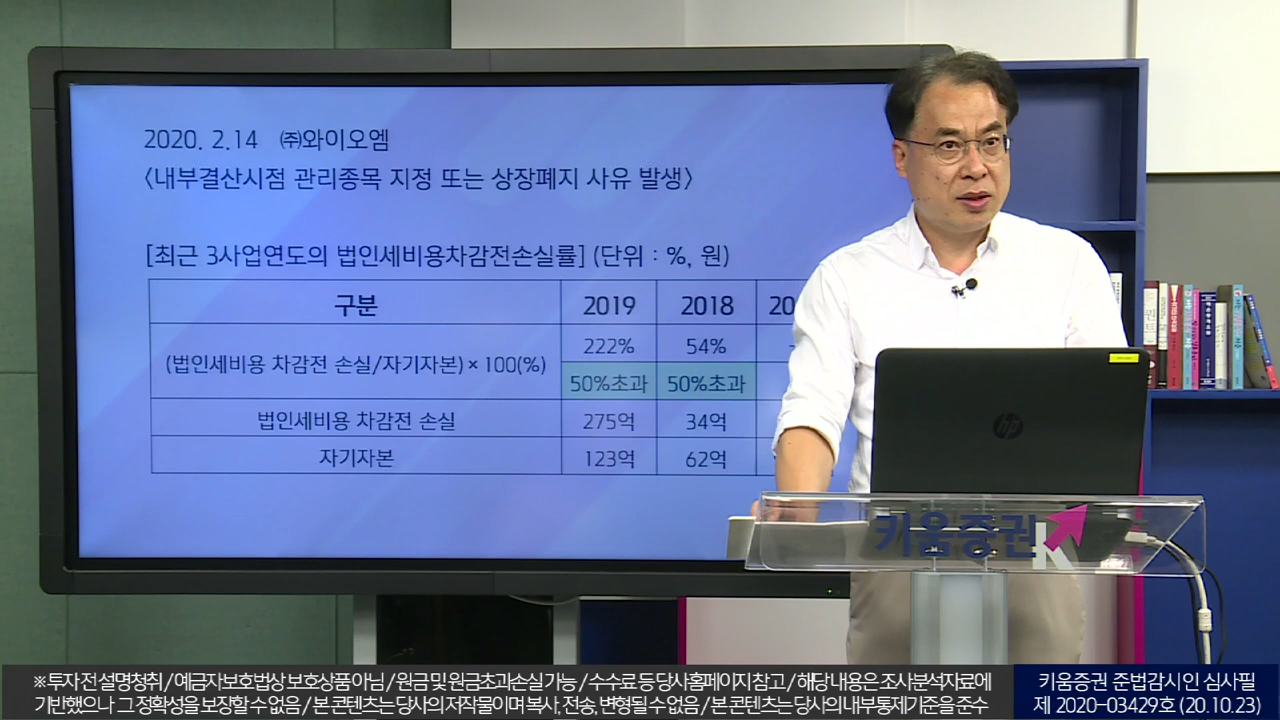 2020. 2.14 ㈜와이오엠
<내부결산시점 관리종목 지정 또는 상장폐지 사유 발생>
[최근 3사업연도의 법인세비용차감전손실률] (단위 : %, 원)
구분 2019 2018 20
(법인세비용 차감전 손실/자기자본) × 100(%) 222% 54% -
50%초과 50%초과
법인세비용 차감전 손실 275억 34억
자기자본 123억 62억
hp
키움증권 K
※ 투자 전 설명청취 / 예금자보호법상 보호상품 아님 / 원금 및 원금초과손실 가능 / 수수료 등 당사홈페이지 참고 / 해당 내용은 조사분석자료에
기반했으나 그 정확성을 보장할 수 없음 / 본 콘텐츠는 당사의 저작물이며 복사, 전송, 변형될 수 없음 / 본 콘텐츠는 당사의 내부통제기준을 준수
키움증권 준법감시인 심사필
제 2020-03429호 (20.10.23)